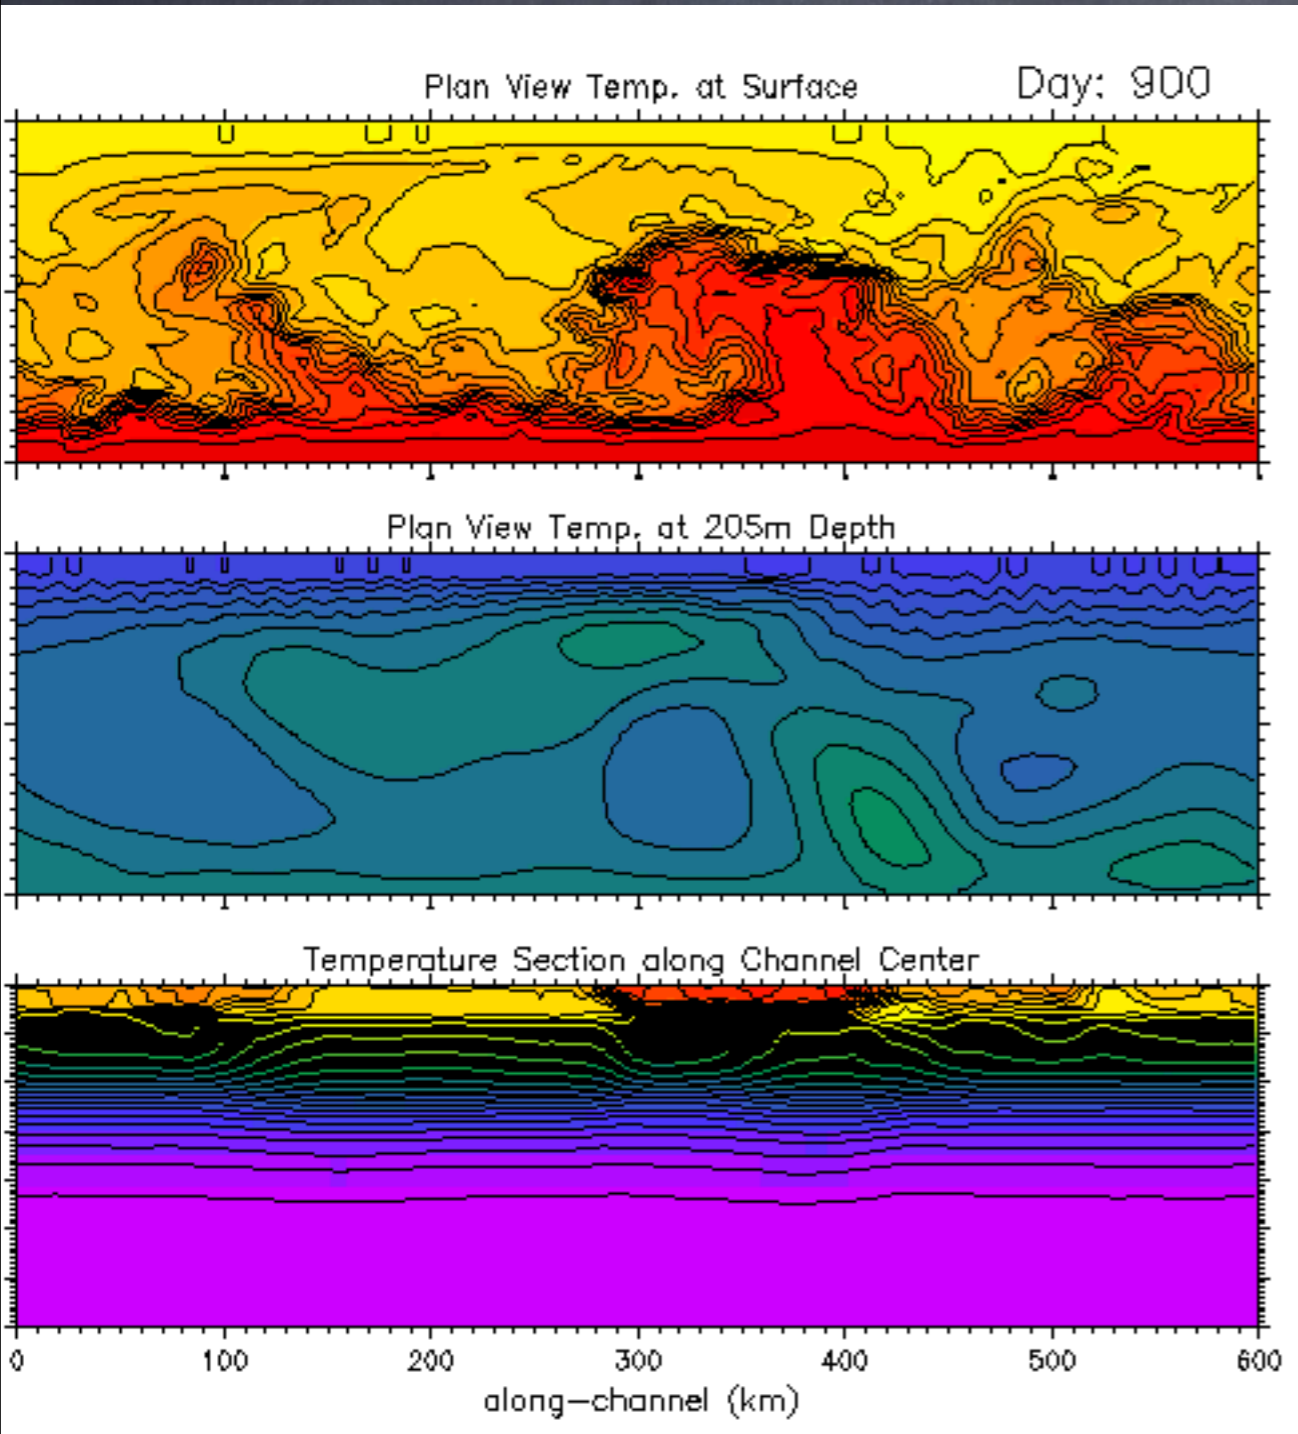 Plan View Temp. at Surface Day: 900
Plan View Temp. at 205m Depth
Temperature Section along Channel Center
0 100 200 300 400 500 600
along-channel (km)